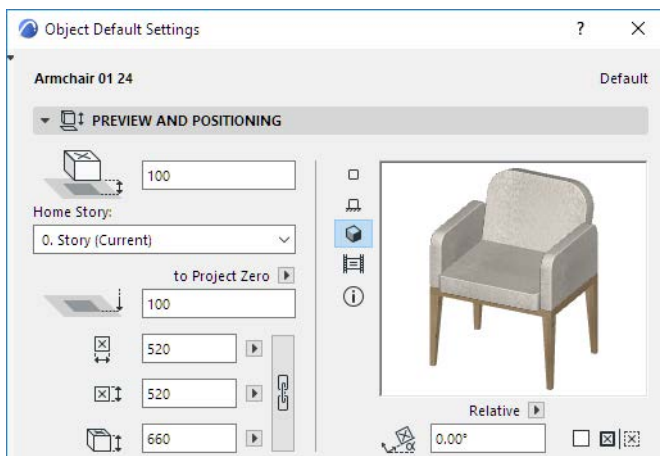 Object Default Settings
?
Armchair 01 24
Default
PREVIEW AND POSITIONING
100
Home Story:
0. Story (Current)
to Project Zero
100
520
520
660
Relative
α
0.00°